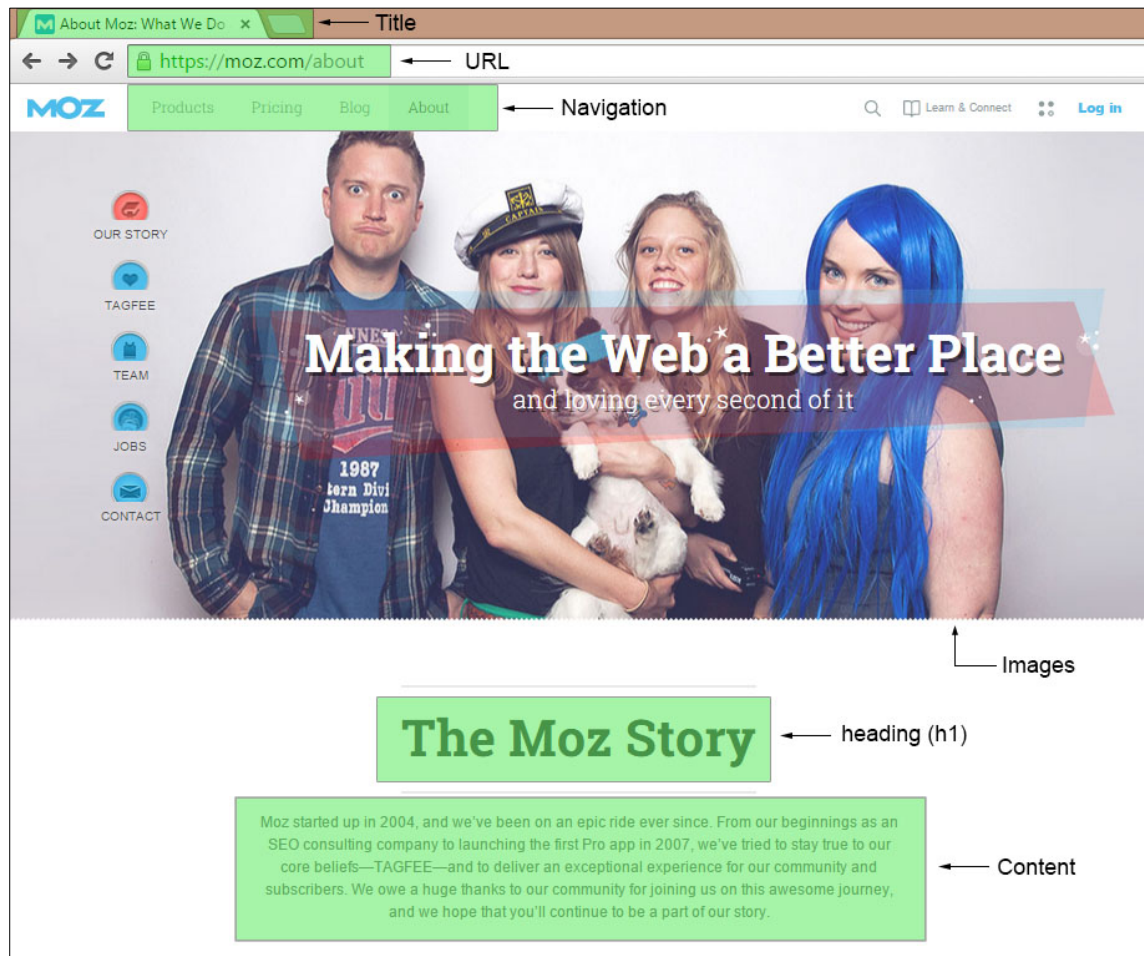 About Moz: What We Do
Title
https://moz.com/about
URL
MOZ
Products Pricing Blog About
Navigation
Learn & Connect
Log in
OUR STORY
TAGFEE
TEAM
JOBS
CONTACT
CAPTAIN
Making the Web a Better Place
and loving every second of it
1987
Champion
Images
The Moz Story
heading (h1)
Moz started up in 2004, and we’ve been on an epic ride ever since. From our beginnings as an
SEO consulting company to launching the first Pro app in 2007, we’ve tried to stay true to our
core beliefs—TAGFEE—and to deliver an exceptional experience for our community and
subscribers. We owe a huge thanks to our community for joining us on this awesome journey,
and we hope that you’ll continue to be a part of our story.
Content